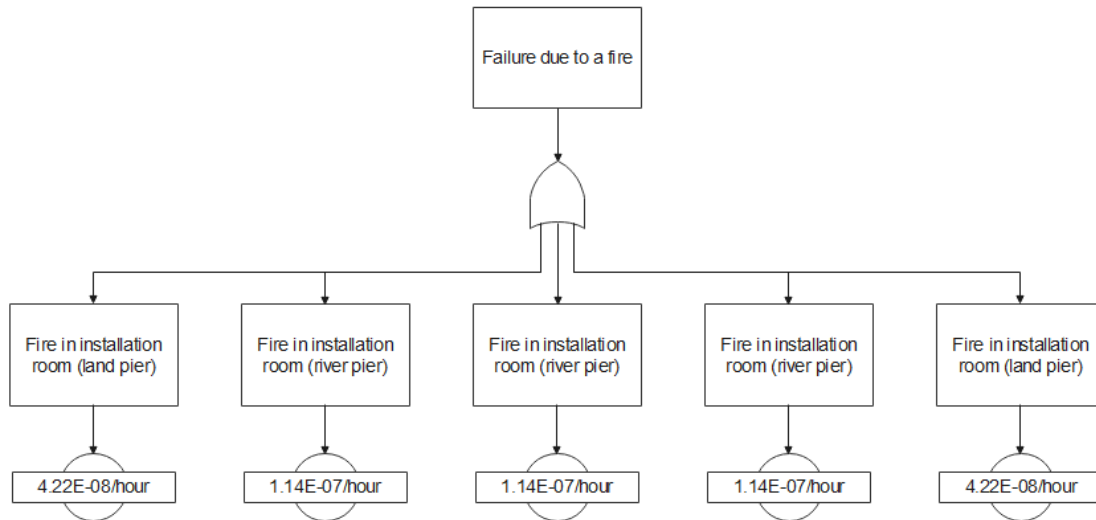 Failure due to a fire
Fire in installation
room (land pier)
Fire in installation
room (river pier)
Fire in installation
room (river pier)
Fire in installation
room (river pier)
Fire in installation
room (land pier)
4.22E-08/hour
1.14E-07/hour
1.14E-07/hour
1.14E-07/hour
4.22E-08/hour